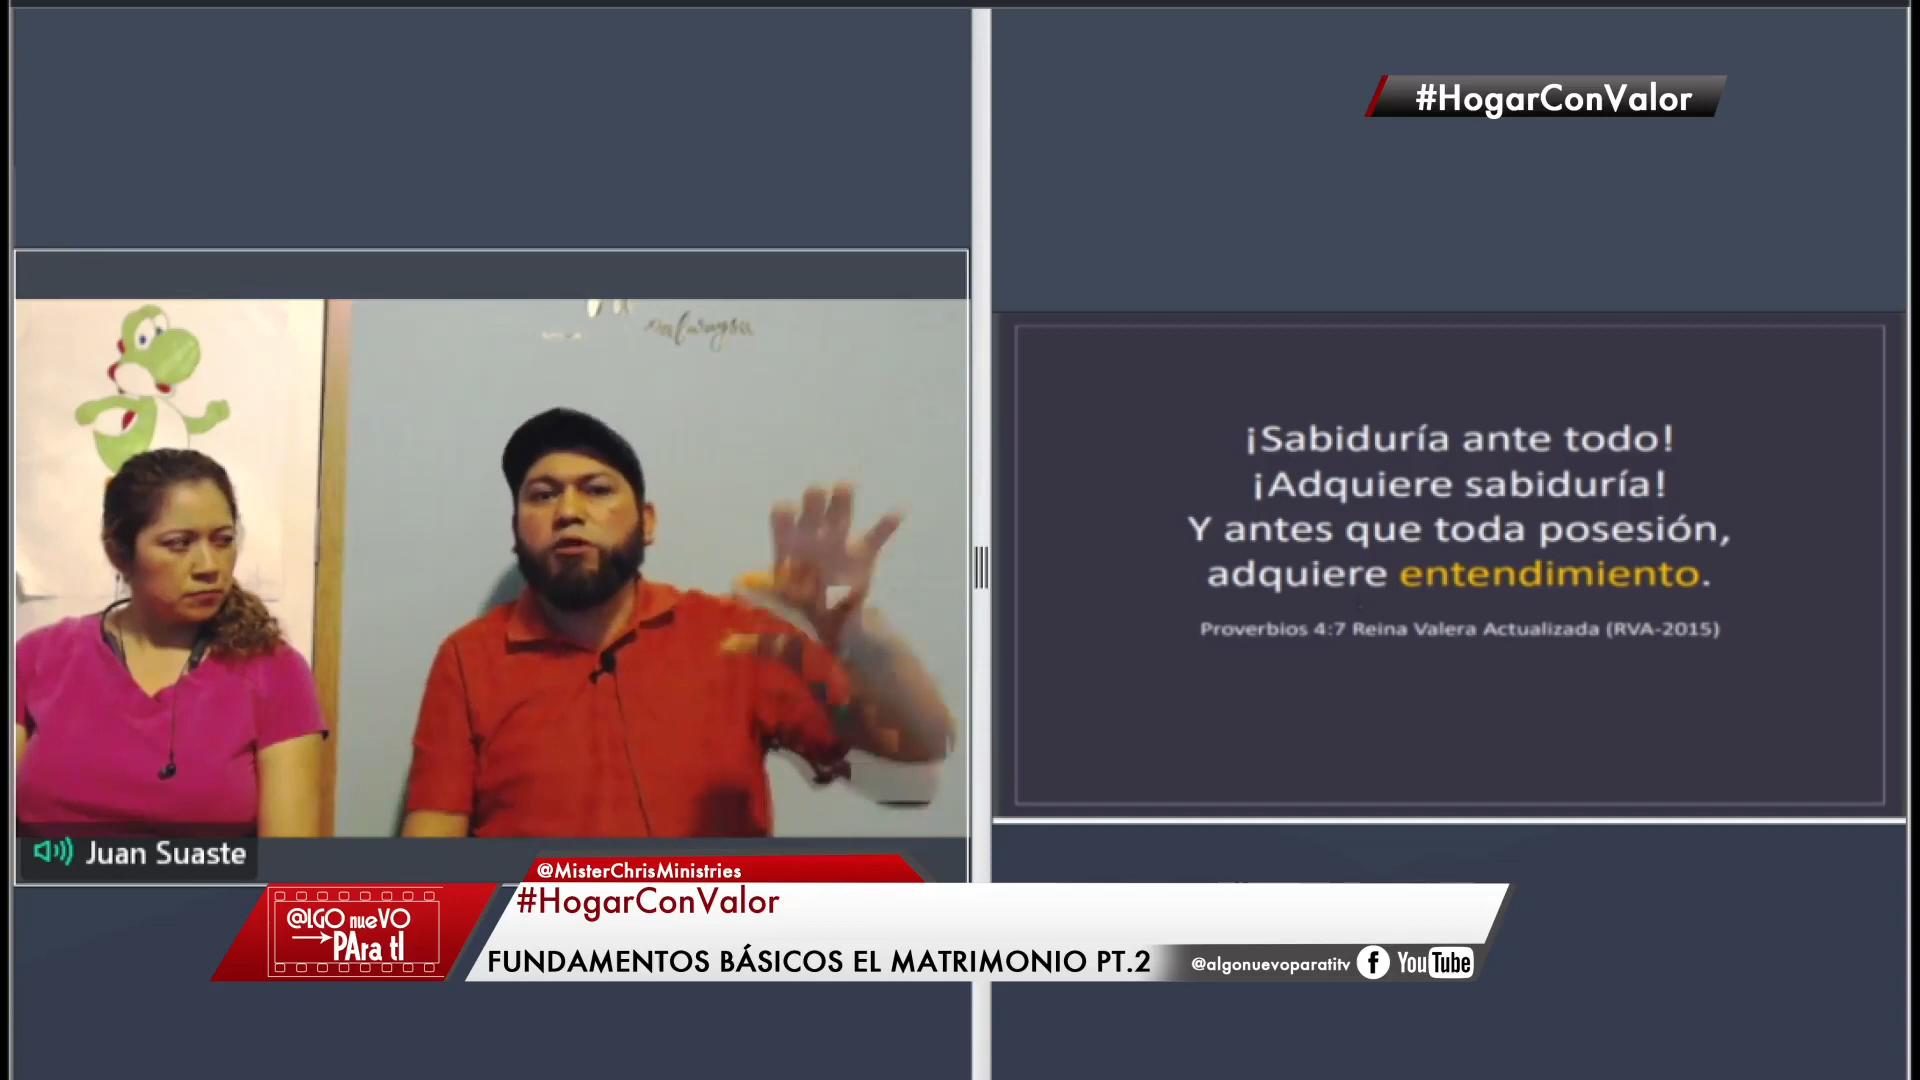 #HogarConValor
¡Sabiduría ante todo!
¡Adquiere sabiduría!
Y antes que toda posesión,
adquiere entendimiento.
Proverbios 4:7 Reina Valera Actualizada (RVA-2015)
Juan Suaste
@MisterChrisMinistries
#HogarConValor
@LGO nueVO
PAra tI
FUNDAMENTOS BÁSICOS EL MATRIMONIO PT.2
@algonuevoparatitv f YouTube